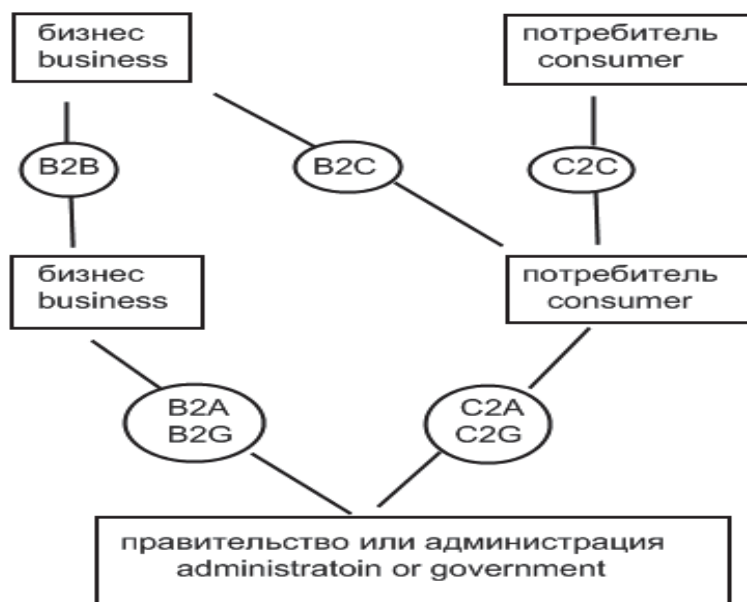 бизнес
business
потребитель
consumer
B2B
B2C
C2C
бизнес
business
потребитель
consumer
B2A
B2G
C2A
C2G
правительство или администрация
administratoin or government